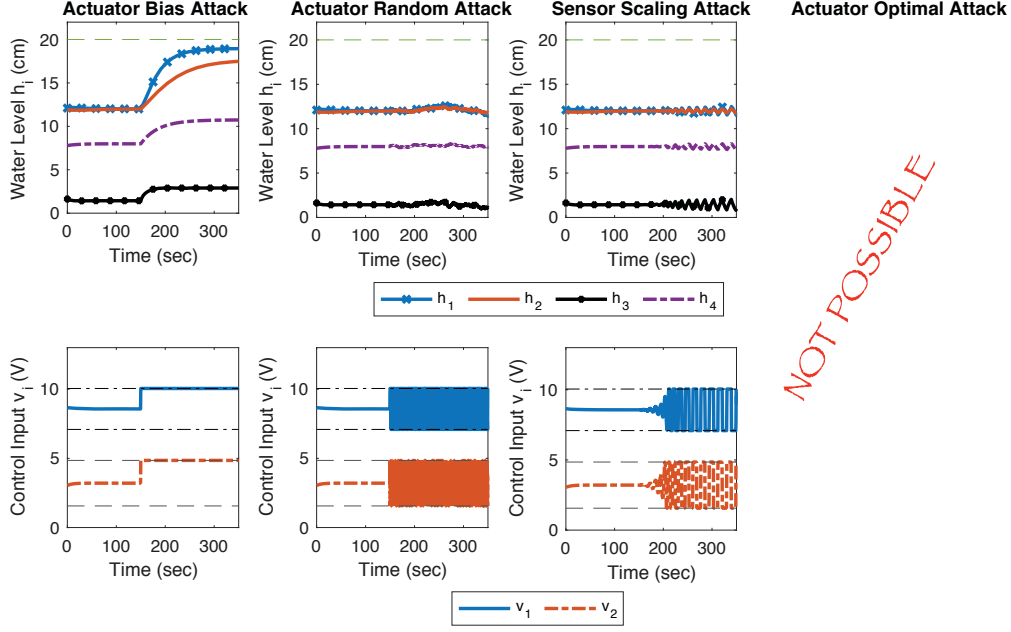 Actuator Bias Attack
Actuator Random Attack
Sensor Scaling Attack
Actuator Optimal Attack
Water Level h_i (cm)
20
15
10
5
0
0 100 200 300
Time (sec)
Water Level h_i (cm)
20
15
10
5
0
0 100 200 300
Time (sec)
Water Level h_i (cm)
20
15
10
5
0
0 100 200 300
Time (sec)
NOT POSSIBLE
h_1 h_2 h_3 h_4
Control Input v_i (V)
10
5
0
0 100 200 300
Time (sec)
Control Input v_i (V)
10
5
0
0 100 200 300
Time (sec)
Control Input v_i (V)
10
5
0
0 100 200 300
Time (sec)
v_1 v_2